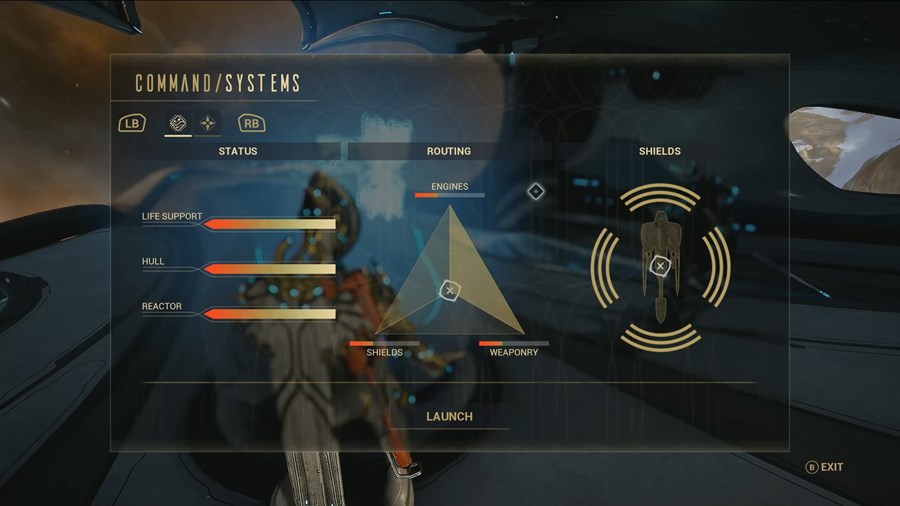 COMMAND/SYSTEMS
LB RB
STATUS ROUTING SHIELDS
ENGINES
LIFE SUPPORT
HULL
REACTOR
SHIELDS WEAPONRY
LAUNCH
B EXIT